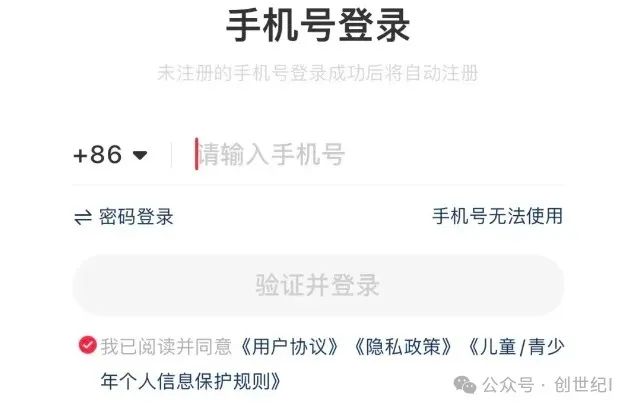 手机号登录
未注册的手机号登录成功后将自动注册
+86 请输入手机号
密码登录 手机号无法使用
验证并登录
我已阅读并同意《用户协议》《隐私政策》《儿童/青少
年个人信息保护规则》
公众号 · 创世纪I